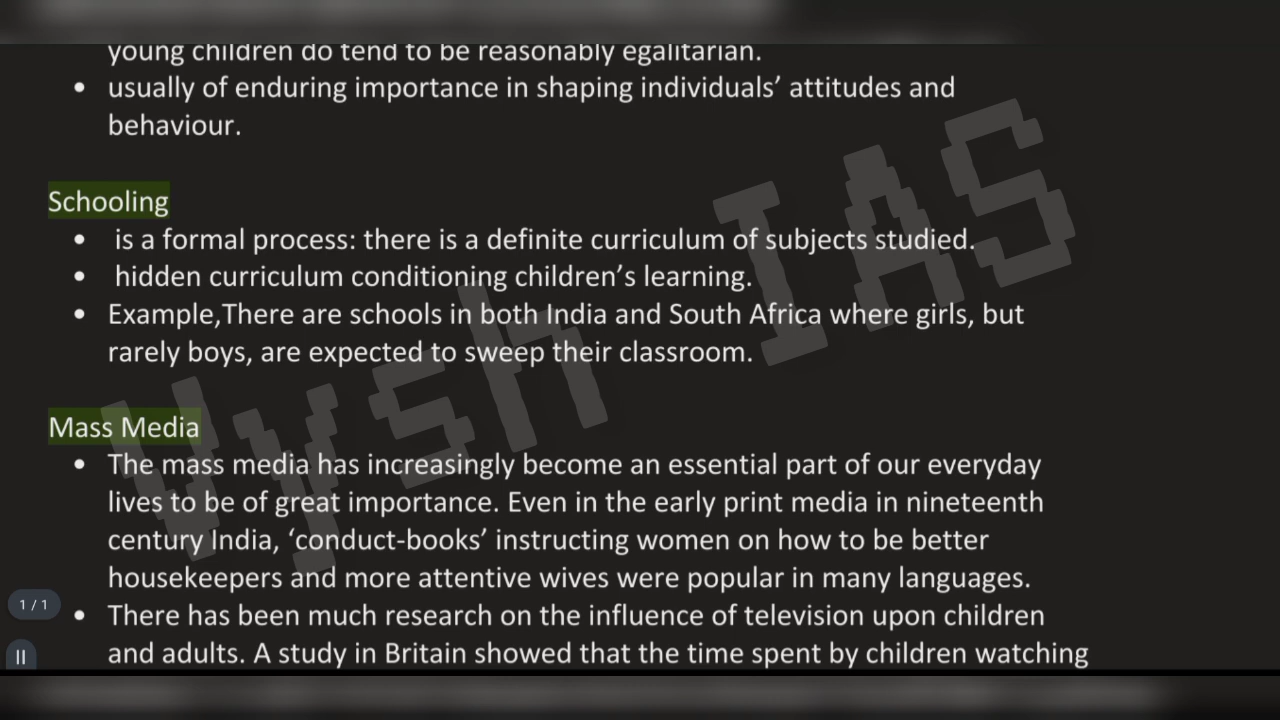 young children do tend to be reasonably egalitarian.
• usually of enduring importance in shaping individuals’ attitudes and
behaviour.
Schooling
• is a formal process: there is a definite curriculum of subjects studied.
• hidden curriculum conditioning children’s learning.
• Example,There are schools in both India and South Africa where girls, but
rarely boys, are expected to sweep their classroom.
Mass Media
• The mass media has increasingly become an essential part of our everyday
lives to be of great importance. Even in the early print media in nineteenth
century India, ‘conduct-books’ instructing women on how to be better
housekeepers and more attentive wives were popular in many languages.
• There has been much research on the influence of television upon children
and adults. A study in Britain showed that the time spent by children watching
1 / 1
Vysh IAS